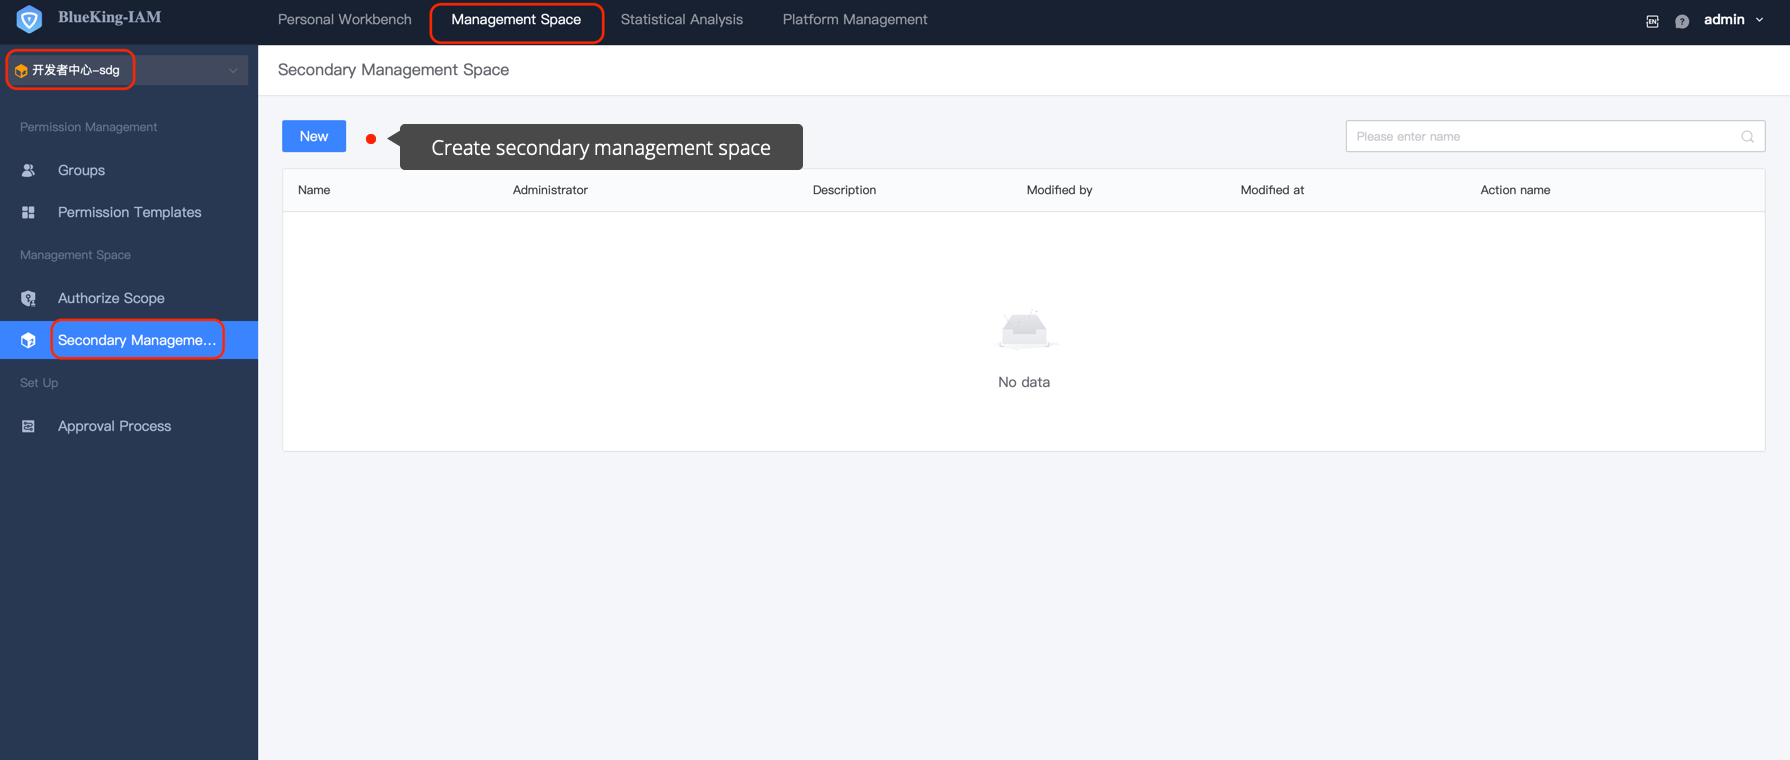 BlueKing-IAM
Personal Workbench
Management Space
Statistical Analysis
Platform Management
EN
?
admin
开发者中心-sdg
Secondary Management Space
Permission Management
Groups
Permission Templates
Management Space
Authorize Scope
Secondary Manageme...
Set Up
Approval Process
New
Create secondary management space
Please enter name
Name
Administrator
Description
Modified by
Modified at
Action name
No data